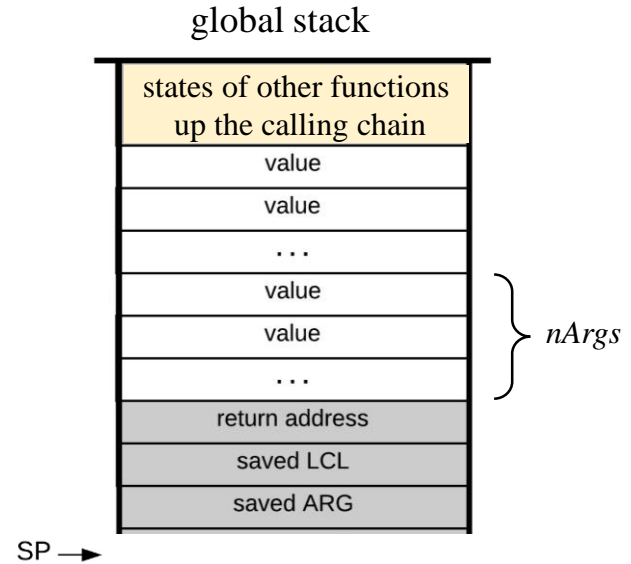 global stack
states of other functions
up the calling chain
value
value
...
value
value
...
nArgs
return address
saved LCL
saved ARG
SP